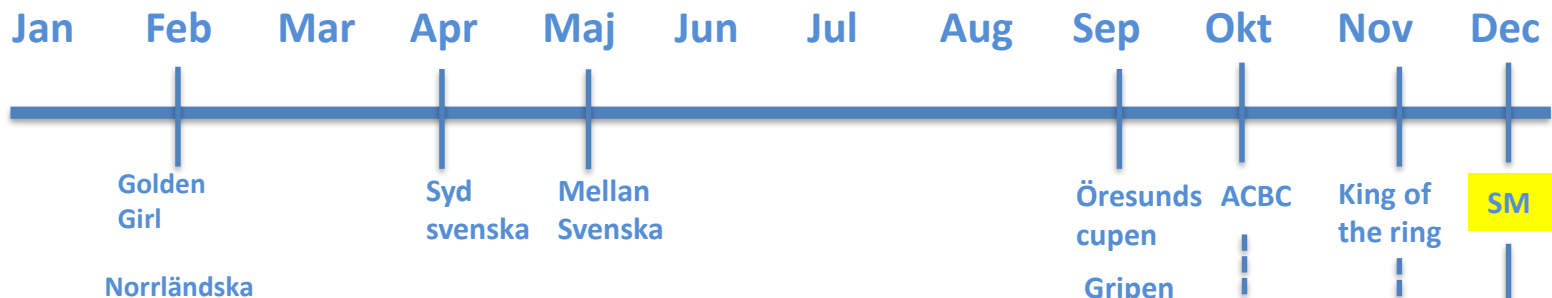 Jan Feb Mar Apr Maj Jun Jul Aug Sep Okt Nov Dec
Golden
Girl
Syd
svenska
Mellan
Svenska
Öresunds
cupen
ACBC
King of
the ring
SM
Norrländska
Gripen